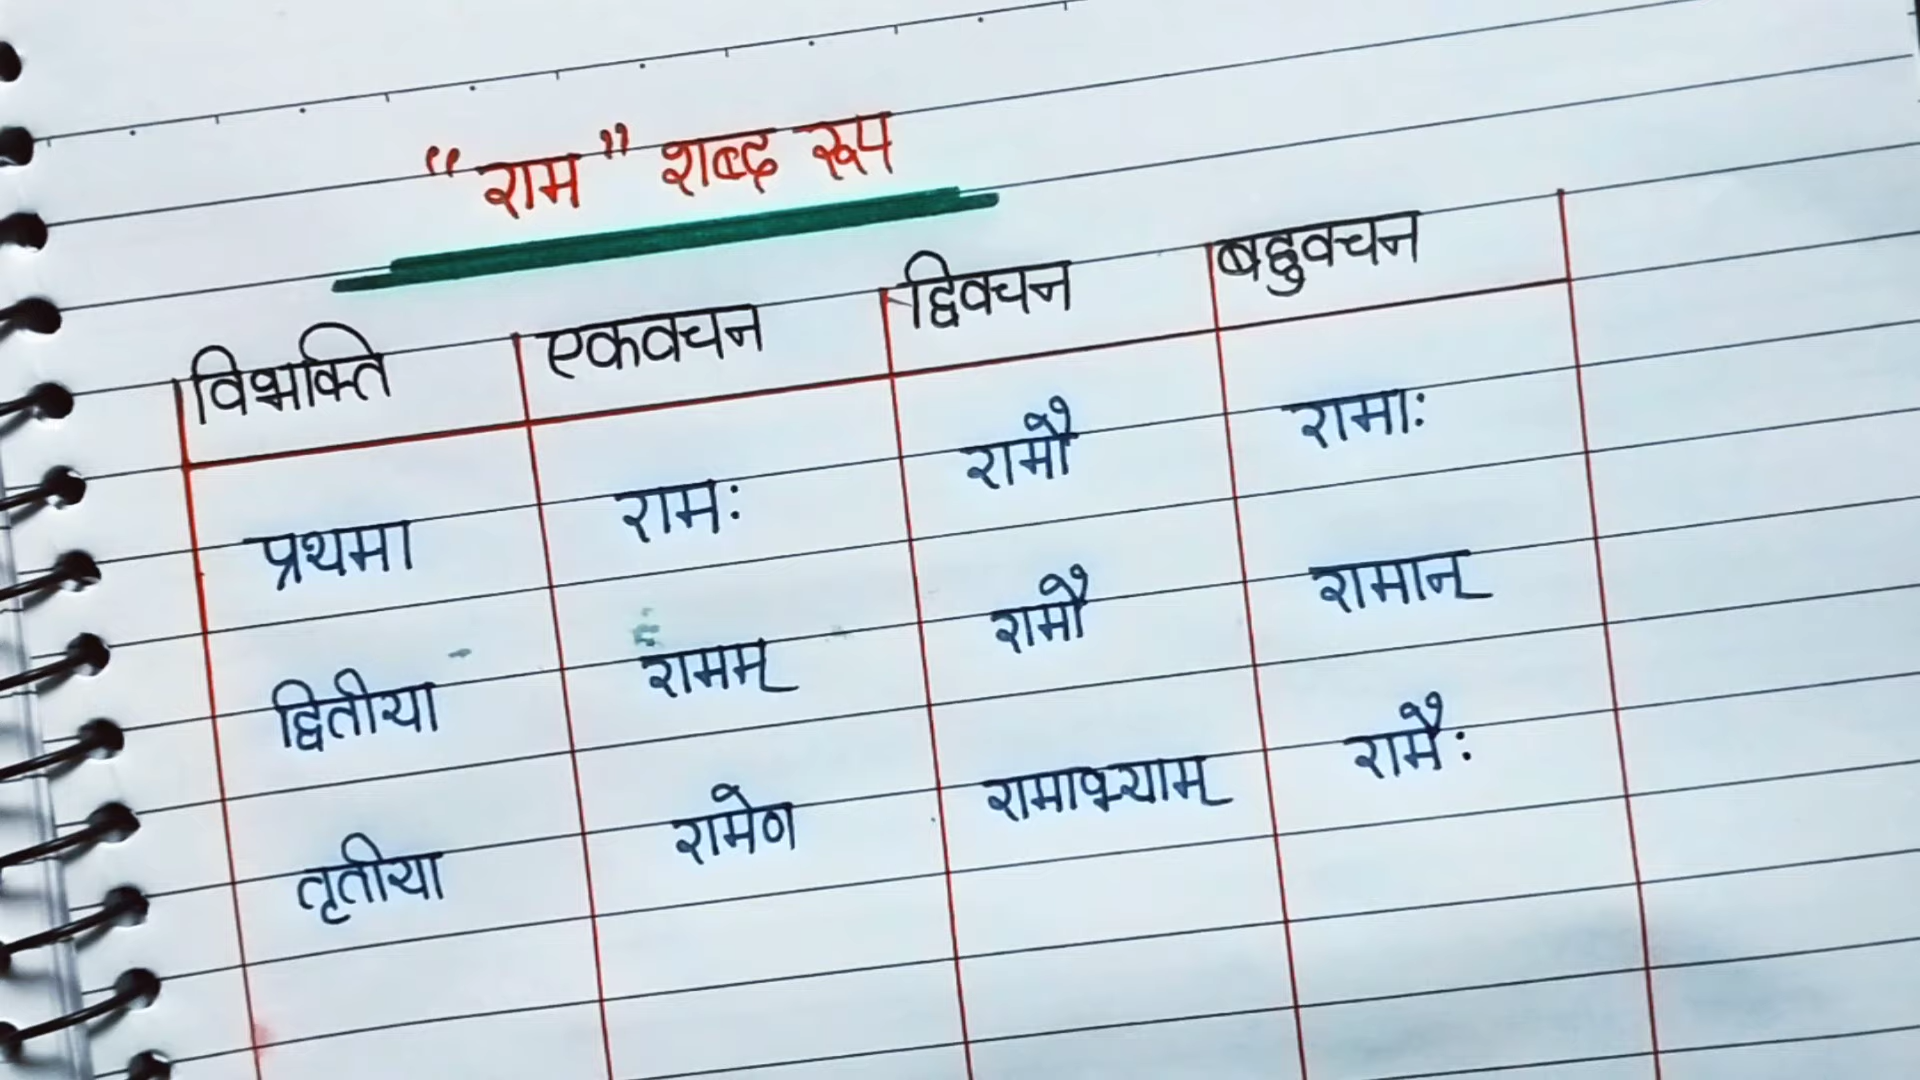 "राम" शब्द रूप
विभक्ति एकवचन द्विवचन बहुवचन
प्रथमा रामः रामौ रामाः
द्वितीया रामम् रामौ रामान्
तृतीया रामेण रामाभ्याम् रामैः